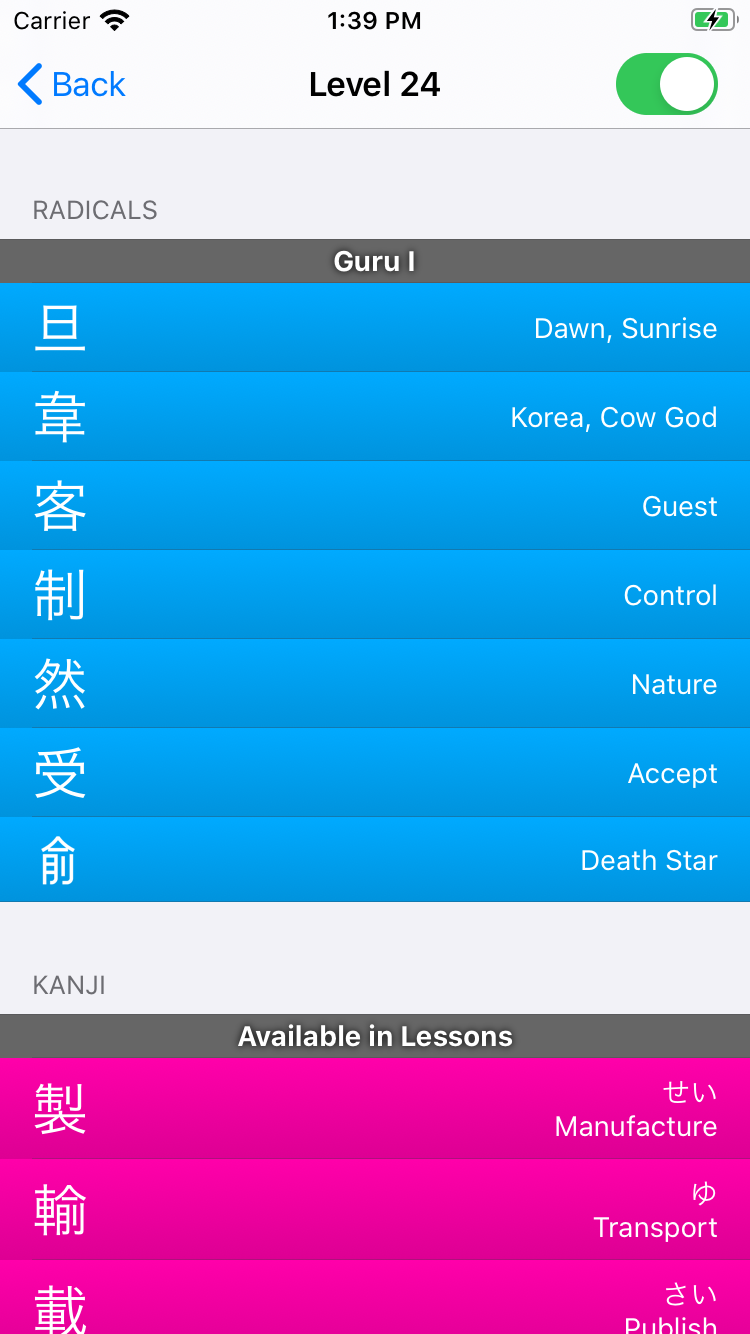 Carrier 1:39 PM
Back Level 24
RADICALS
Guru I
旦 Dawn, Sunrise
韋 Korea, Cow God
客 Guest
制 Control
然 Nature
受 Accept
俞 Death Star
KANJI
Available in Lessons
製 せい
Manufacture
輸 ゆ
Transport
載 さい
Publish